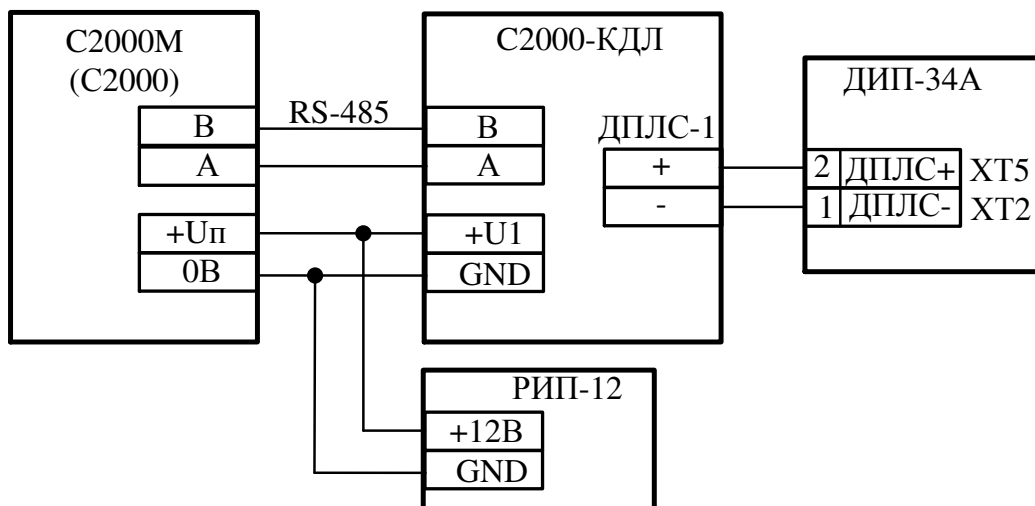 С2000М
(С2000)
В
А
+Uп
0В
RS-485
С2000-КДЛ
В
А
+U1
GND
ДПЛС-1
+
-
ДИП-34А
2 ДПЛС+ XT5
1 ДПЛС- XT2
РИП-12
+12В
GND